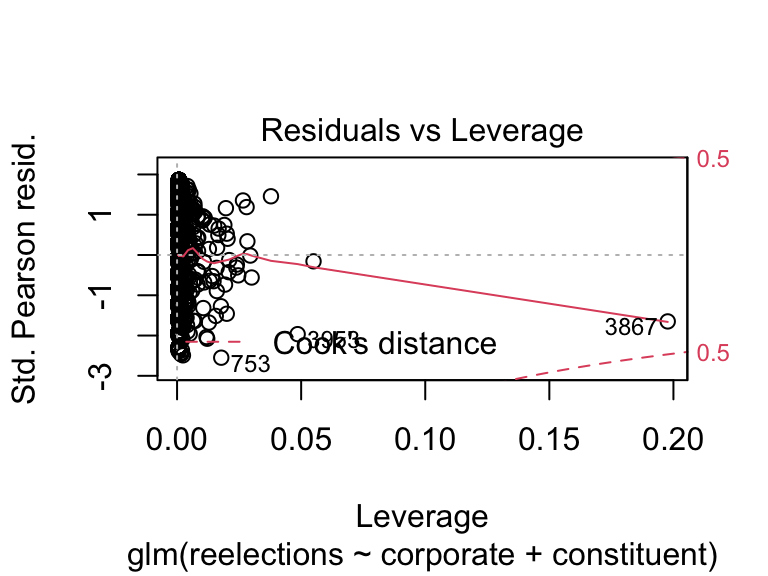 Residuals vs Leverage
Std. Pearson resid.
1
-1
-3
0.5
0.5
3867
3953
Cook's distance
753
0.00 0.05 0.10 0.15 0.20
Leverage
glm(reelections ~ corporate + constituent)